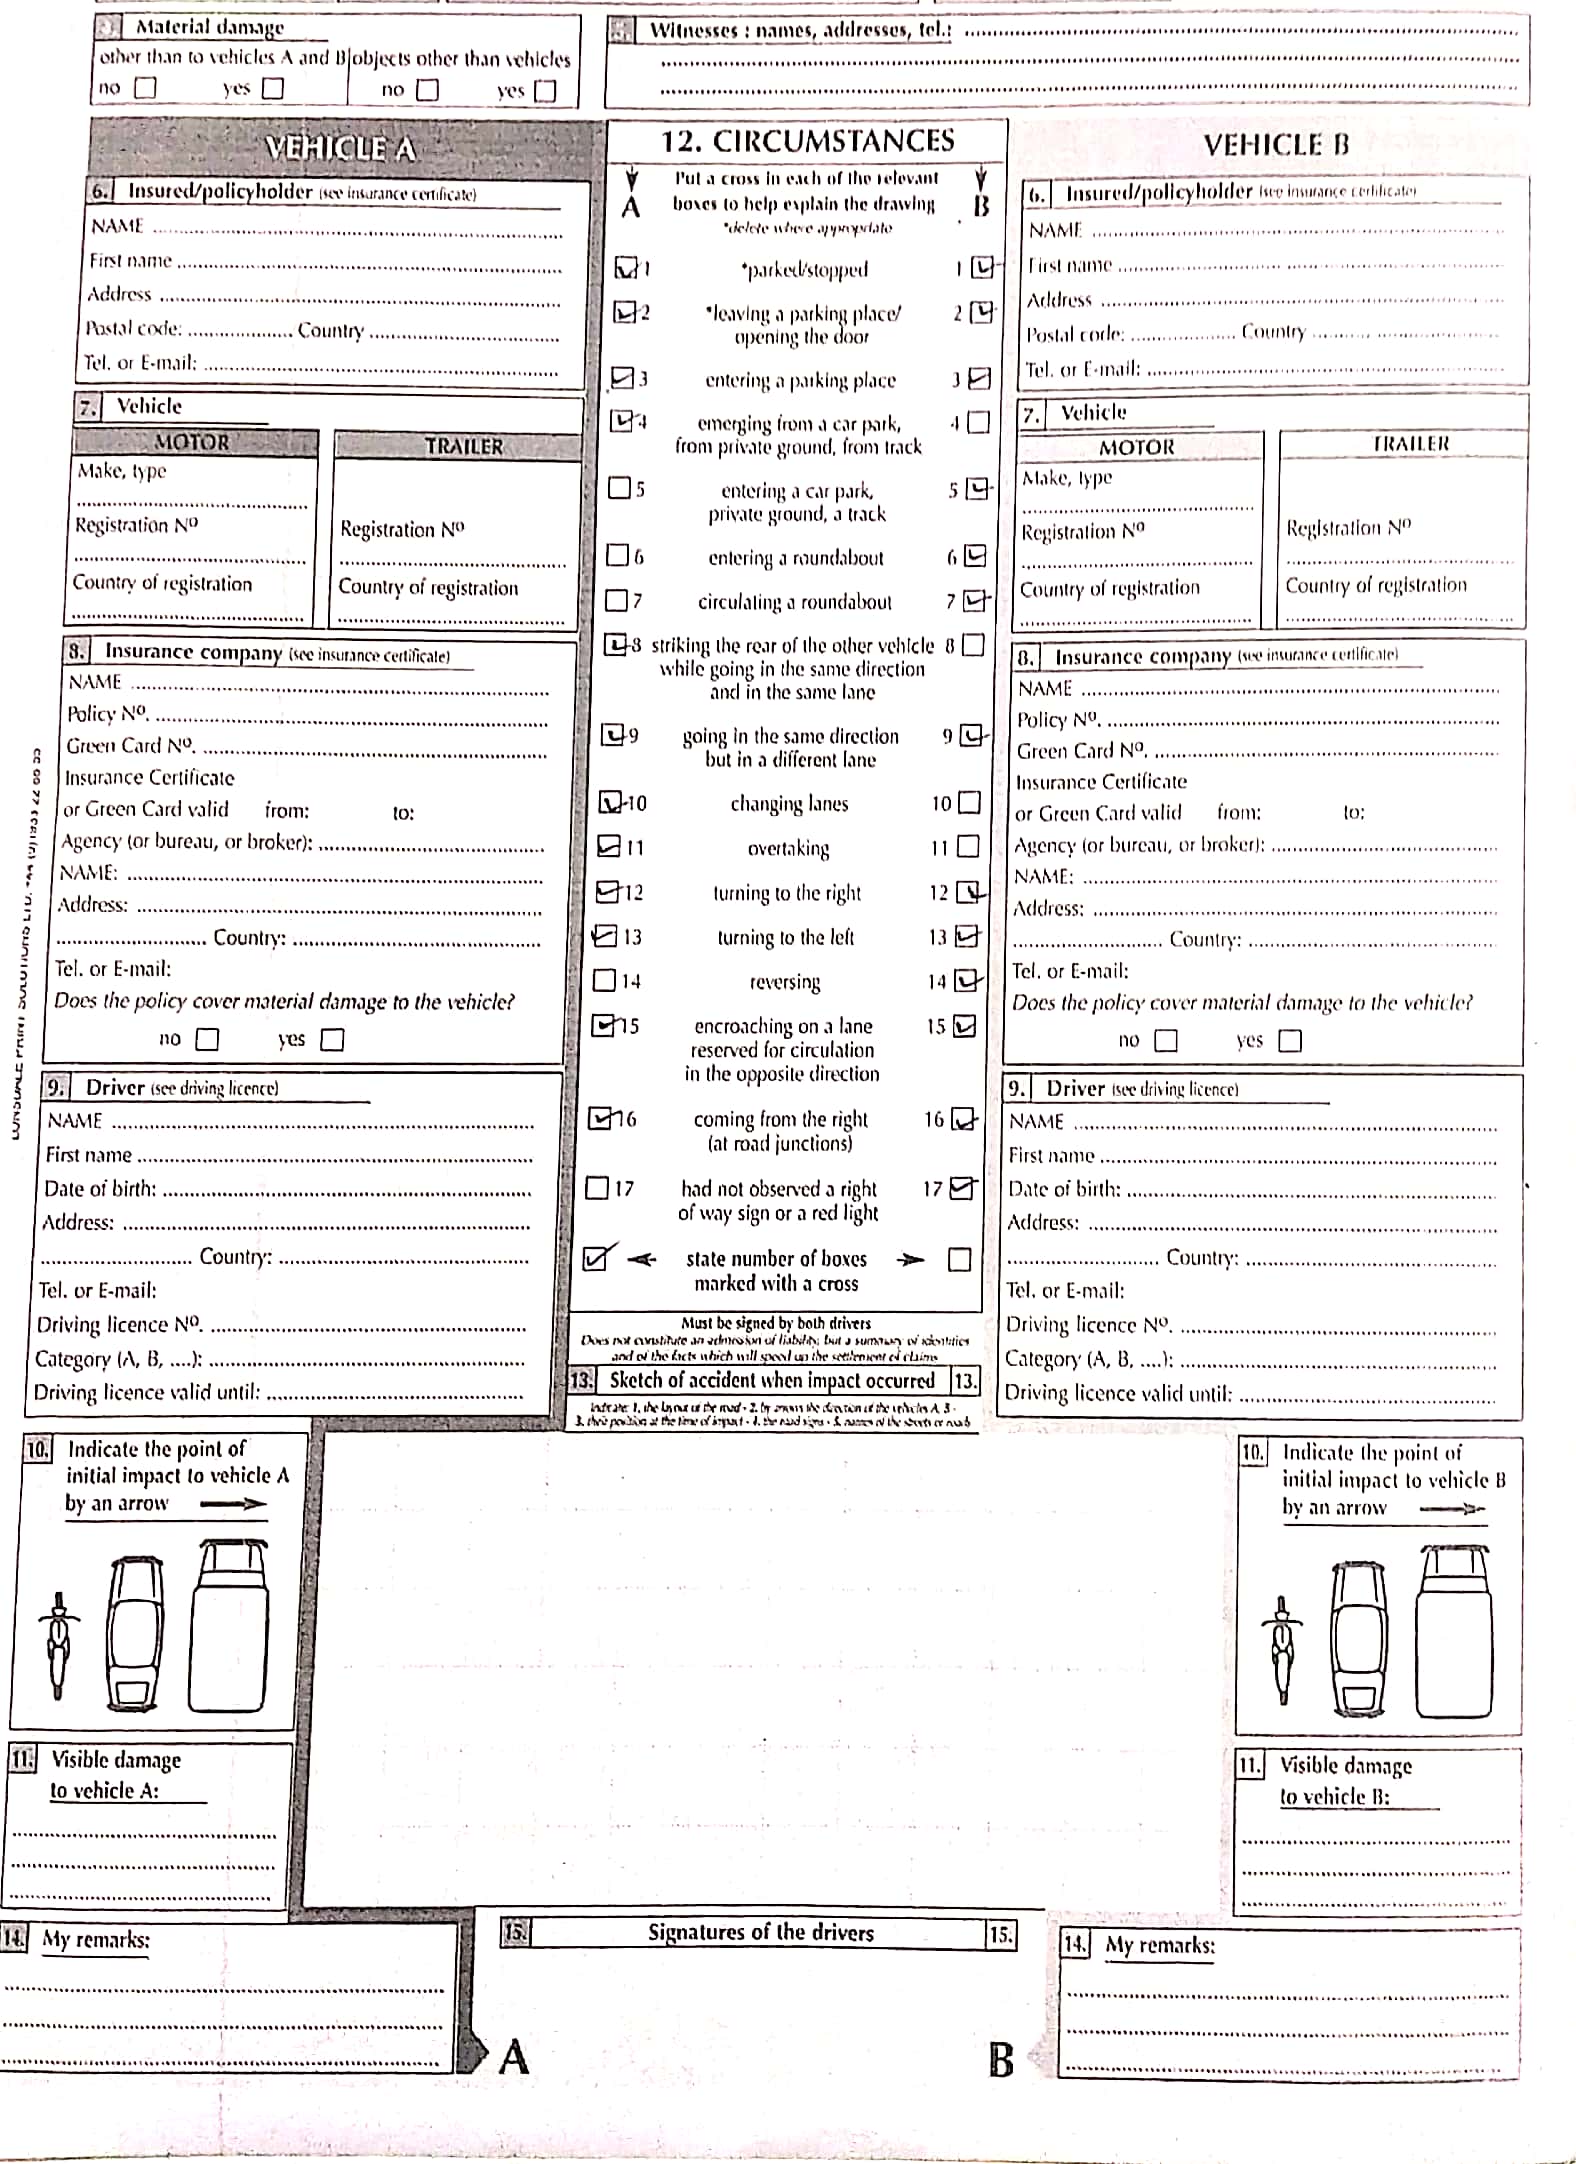 Material damage
other than to vehicles A and B objects other than vehicles
no ☐ yes ☐ no ☐ yes ☐
Witnesses : names, addresses, tel.:
VEHICLE A
6. Insured/policyholder (see insurance certificate)
NAME
First name
Address
Postal code: Country
Tel. or E-mail:
7. Vehicle
MOTOR TRAILER
Make, type
Registration Nº Registration Nº
Country of registration Country of registration
8. Insurance company (see insurance certificate)
NAME
Policy Nº.
Green Card Nº.
Insurance Certificate
or Green Card valid from: to:
Agency (or bureau, or broker):
NAME:
Address:
Country:
Tel. or E-mail:
Does the policy cover material damage to the vehicle?
no ☐ yes ☐
9. Driver (see driving licence)
NAME
First name
Date of birth:
Address:
Country:
Tel. or E-mail:
Driving licence Nº.
Category (A, B, ....):
Driving licence valid until:
10. Indicate the point of
initial impact to vehicle A
by an arrow
11. Visible damage
to vehicle A:
14. My remarks:
12. CIRCUMSTANCES
Put a cross in each of the relevant
A boxes to help explain the drawing B
*delete where appropriate
☑ 1 *parked/stopped 1 ☑
☑ 2 *leaving a parking place/ 2 ☑
opening the door
☑ 3 entering a parking place 3 ☑
☑ 4 emerging from a car park, 4 ☐
from private ground, from track
☐ 5 entering a car park, 5 ☑
private ground, a track
☐ 6 entering a roundabout 6 ☑
☐ 7 circulating a roundabout 7 ☑
☑ 8 striking the rear of the other vehicle 8 ☐
while going in the same direction
and in the same lane
☑ 9 going in the same direction 9 ☑
but in a different lane
☑ 10 changing lanes 10 ☐
☑ 11 overtaking 11 ☐
☑ 12 turning to the right 12 ☑
☑ 13 turning to the left 13 ☑
☐ 14 reversing 14 ☑
☑ 15 encroaching on a lane 15 ☑
reserved for circulation
in the opposite direction
☑ 16 coming from the right 16 ☑
(at road junctions)
☐ 17 had not observed a right 17 ☑
of way sign or a red light
☑ state number of boxes ☐
marked with a cross
Must be signed by both drivers
Does not constitute an admission of liability, but a summary of identities
and of the facts which will speed up the settlement of claims
13. Sketch of accident when impact occurred 13.
Indicate: 1. the layout of the road - 2. by arrows the direction of the vehicles A, B -
3. their position at the time of impact - 4. the road signs - 5. names of the streets or roads
15. Signatures of the drivers 15.
A B
VEHICLE B
6. Insured/policyholder (see insurance certificate)
NAME
First name
Address
Postal code: Country
Tel. or E-mail:
7. Vehicle
MOTOR TRAILER
Make, type
Registration Nº Registration Nº
Country of registration Country of registration
8. Insurance company (see insurance certificate)
NAME
Policy Nº.
Green Card Nº.
Insurance Certificate
or Green Card valid from: to:
Agency (or bureau, or broker):
NAME:
Address:
Country:
Tel. or E-mail:
Does the policy cover material damage to the vehicle?
no ☐ yes ☐
9. Driver (see driving licence)
NAME
First name
Date of birth:
Address:
Country:
Tel. or E-mail:
Driving licence Nº.
Category (A, B, ....):
Driving licence valid until:
10. Indicate the point of
initial impact to vehicle B
by an arrow
11. Visible damage
to vehicle B:
14. My remarks: